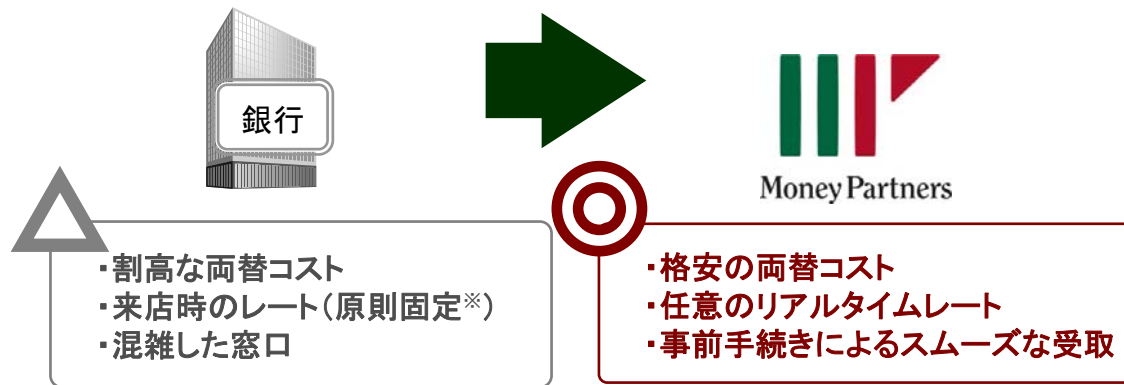 銀行
Money Partners
・割高な両替コスト
・来店時のレート(原則固定※)
・混雑した窓口
・格安の両替コスト
・任意のリアルタイムレート
・事前手続きによるスムーズな受取